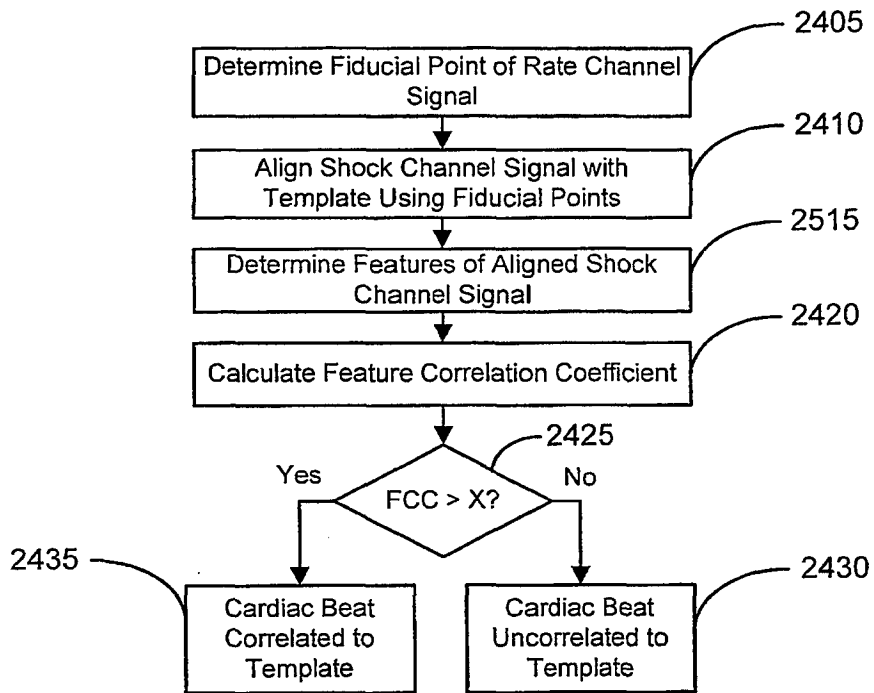 2405
Determine Fiducial Point of Rate Channel
Signal
2410
Align Shock Channel Signal with
Template Using Fiducial Points
2515
Determine Features of Aligned Shock
Channel Signal
2420
Calculate Feature Correlation Coefficient
2425
Yes
FCC > X?
No
2435
Cardiac Beat
Correlated to
Template
2430
Cardiac Beat
Uncorrelated to
Template